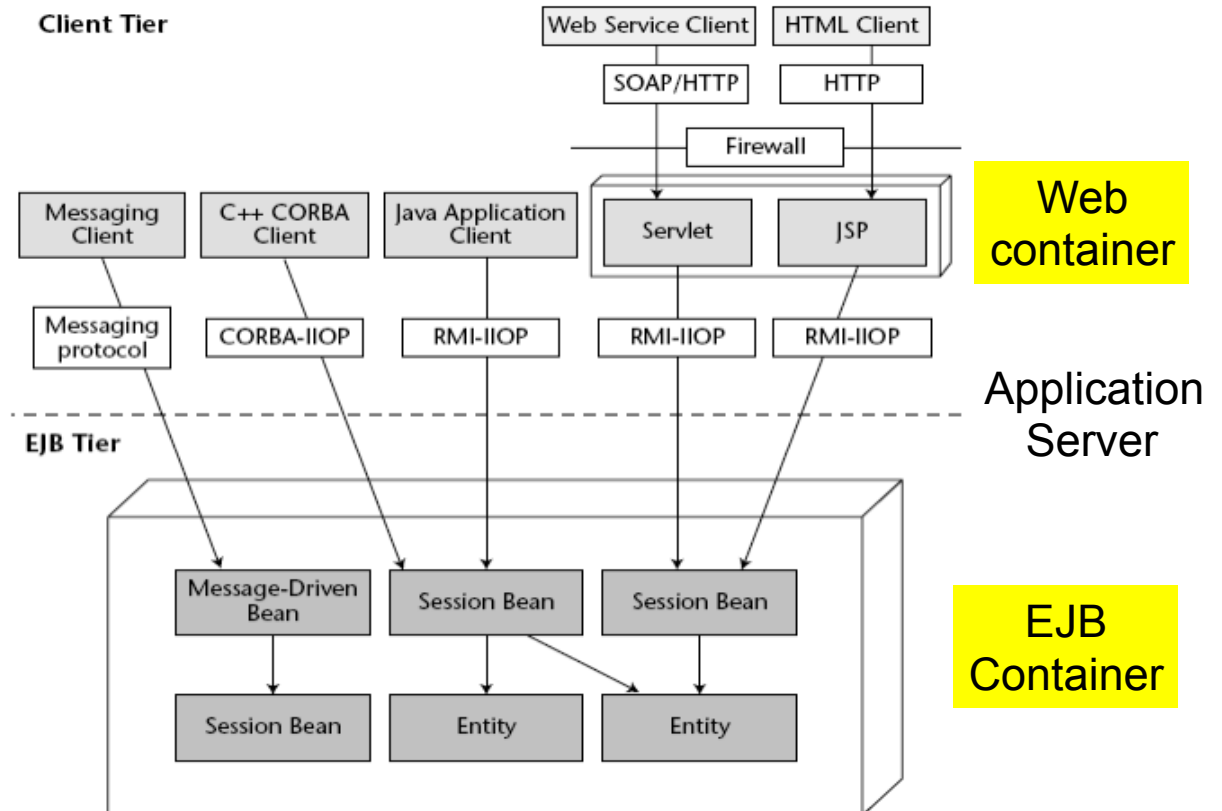 Client Tier
Web Service Client
HTML Client
SOAP/HTTP
HTTP
Firewall
Messaging
Client
C++ CORBA
Client
Java Application
Client
Servlet
JSP
Web
container
Messaging
protocol
CORBA-IIOP
RMI-IIOP
RMI-IIOP
RMI-IIOP
Application
Server
EJB Tier
Message-Driven
Bean
Session Bean
Session Bean
EJB
Container
Session Bean
Entity
Entity